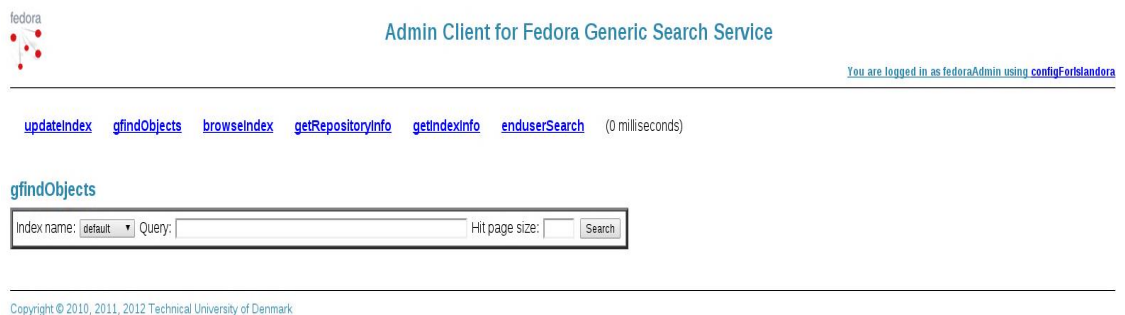 fedora
Admin Client for Fedora Generic Search Service
You are logged in as fedoraAdmin using configForIslandora
updateIndex gfindObjects browseIndex getRepositoryInfo getIndexInfo enduserSearch (0 milliseconds)
gfindObjects
Index name: default Query: Hit page size: Search
Copyright © 2010, 2011, 2012 Technical University of Denmark